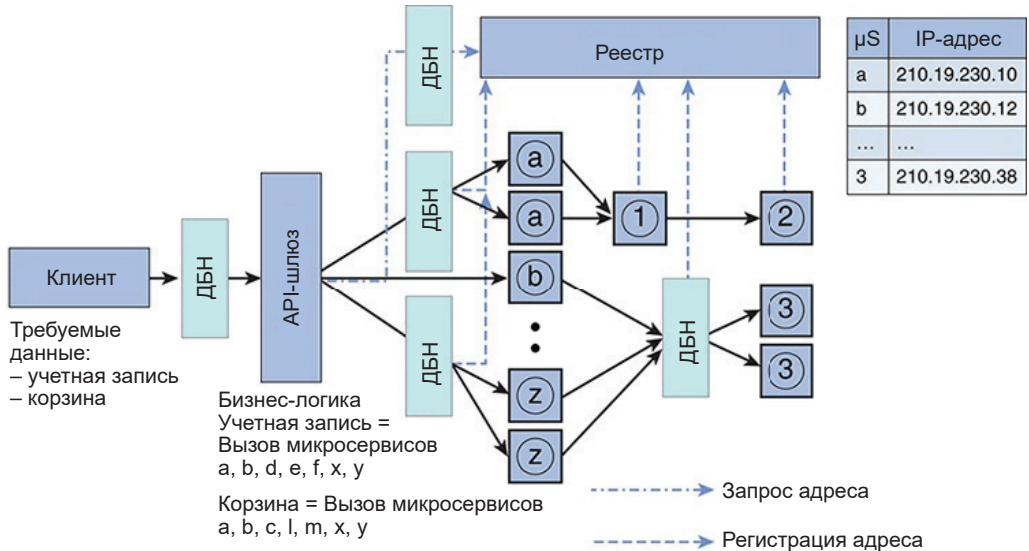 ДБН
Реестр
µS IP-адрес
a 210.19.230.10
b 210.19.230.12
... ...
3 210.19.230.38
ДБН
a
a
1
2
Клиент
ДБН
API-шлюз
b
ДБН
ДБН
3
3
z
z
Требуемые
данные:
– учетная запись
– корзина
Бизнес-логика
Учетная запись =
Вызов микросервисов
a, b, d, e, f, x, y
Корзина = Вызов микросервисов
a, b, c, l, m, x, y
Запрос адреса
Регистрация адреса